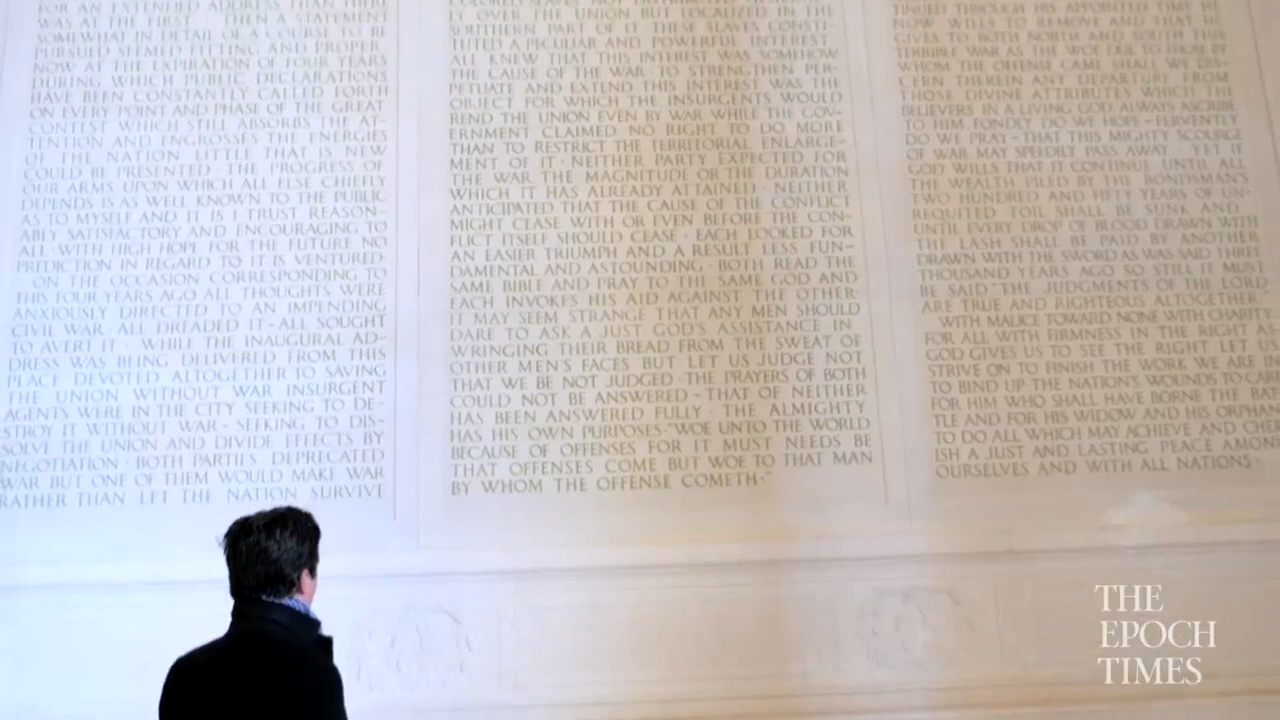 FOR AN EXTENDED ADDRESS THAN THERE
WAS AT THE FIRST · THEN A STATEMENT
SOMEWHAT IN DETAIL OF A COURSE TO BE
PURSUED SEEMED FITTING AND PROPER
NOW AT THE EXPIRATION OF FOUR YEARS
DURING WHICH PUBLIC DECLARATIONS
HAVE BEEN CONSTANTLY CALLED FORTH
ON EVERY POINT AND PHASE OF THE GREAT
CONTEST WHICH STILL ABSORBS THE AT-
TENTION AND ENGROSSES THE ENERGIES
OF THE NATION LITTLE THAT IS NEW
COULD BE PRESENTED · THE PROGRESS OF
OUR ARMS UPON WHICH ALL ELSE CHIEFLY
DEPENDS IS AS WELL KNOWN TO THE PUBLIC
AS TO MYSELF AND IT IS I TRUST REASON-
ABLY SATISFACTORY AND ENCOURAGING TO
ALL · WITH HIGH HOPE FOR THE FUTURE NO
PREDICTION IN REGARD TO IT IS VENTURED
ON THE OCCASION CORRESPONDING TO
THIS FOUR YEARS AGO ALL THOUGHTS WERE
ANXIOUSLY DIRECTED TO AN IMPENDING
CIVIL WAR · ALL DREADED IT - ALL SOUGHT
TO AVERT IT · WHILE THE INAUGURAL AD-
DRESS WAS BEING DELIVERED FROM THIS
PLACE DEVOTED ALTOGETHER TO SAVING
THE UNION WITHOUT WAR INSURGENT
AGENTS WERE IN THE CITY SEEKING TO DE-
STROY IT WITHOUT WAR - SEEKING TO DIS-
SOLVE THE UNION AND DIVIDE EFFECTS BY
NEGOTIATION · BOTH PARTIES DEPRECATED
WAR BUT ONE OF THEM WOULD MAKE WAR
RATHER THAN LET THE NATION SURVIVE
IT OVER THE UNION BUT LOCALIZED IN THE
SOUTHERN PART OF IT THESE SLAVES CONSTI-
TUTED A PECULIAR AND POWERFUL INTEREST
ALL KNEW THAT THIS INTEREST WAS SOMEHOW
THE CAUSE OF THE WAR TO STRENGTHEN PER-
PETUATE AND EXTEND THIS INTEREST WAS THE
OBJECT FOR WHICH THE INSURGENTS WOULD
REND THE UNION EVEN BY WAR WHILE THE GOV-
ERNMENT CLAIMED NO RIGHT TO DO MORE
THAN TO RESTRICT THE TERRITORIAL ENLARGE-
MENT OF IT · NEITHER PARTY EXPECTED FOR
THE WAR THE MAGNITUDE OR THE DURATION
WHICH IT HAS ALREADY ATTAINED · NEITHER
ANTICIPATED THAT THE CAUSE OF THE CONFLICT
MIGHT CEASE WITH OR EVEN BEFORE THE CON-
FLICT ITSELF SHOULD CEASE · EACH LOOKED FOR
AN EASIER TRIUMPH AND A RESULT LESS FUN-
DAMENTAL AND ASTOUNDING · BOTH READ THE
SAME BIBLE AND PRAY TO THE SAME GOD AND
EACH INVOKES HIS AID AGAINST THE OTHER·
IT MAY SEEM STRANGE THAT ANY MEN SHOULD
DARE TO ASK A JUST GOD'S ASSISTANCE IN
WRINGING THEIR BREAD FROM THE SWEAT OF
OTHER MEN'S FACES BUT LET US JUDGE NOT
THAT WE BE NOT JUDGED · THE PRAYERS OF BOTH
COULD NOT BE ANSWERED - THAT OF NEITHER
HAS BEEN ANSWERED FULLY · THE ALMIGHTY
HAS HIS OWN PURPOSES· "WOE UNTO THE WORLD
BECAUSE OF OFFENSES FOR IT MUST NEEDS BE
THAT OFFENSES COME BUT WOE TO THAT MAN
BY WHOM THE OFFENSE COMETH·"
THROUGH HIS APPOINTED TIME HE
NOW WILLS TO REMOVE AND THAT HE
GIVES TO BOTH NORTH AND SOUTH THIS
TERRIBLE WAR AS THE WOE DUE TO THOSE BY
WHOM THE OFFENSE CAME SHALL WE DIS-
CERN THEREIN ANY DEPARTURE FROM
THOSE DIVINE ATTRIBUTES WHICH THE
BELIEVERS IN A LIVING GOD ALWAYS ASCRIBE
TO HIM· FONDLY DO WE HOPE - FERVENTLY
DO WE PRAY - THAT THIS MIGHTY SCOURGE
OF WAR MAY SPEEDILY PASS AWAY · YET IF
GOD WILLS THAT IT CONTINUE UNTIL ALL
THE WEALTH PILED BY THE BONDSMAN'S
TWO HUNDRED AND FIFTY YEARS OF UN-
REQUITED TOIL SHALL BE SUNK AND
UNTIL EVERY DROP OF BLOOD DRAWN WITH
THE LASH SHALL BE PAID BY ANOTHER
DRAWN WITH THE SWORD AS WAS SAID THREE
THOUSAND YEARS AGO SO STILL IT MUST
BE SAID "THE JUDGMENTS OF THE LORD
ARE TRUE AND RIGHTEOUS ALTOGETHER·"
WITH MALICE TOWARD NONE WITH CHARITY
FOR ALL WITH FIRMNESS IN THE RIGHT AS
GOD GIVES US TO SEE THE RIGHT LET US
STRIVE ON TO FINISH THE WORK WE ARE IN
TO BIND UP THE NATION'S WOUNDS TO CARE
FOR HIM WHO SHALL HAVE BORNE THE BAT-
TLE AND FOR HIS WIDOW AND HIS ORPHAN
TO DO ALL WHICH MAY ACHIEVE AND CHER-
ISH A JUST AND LASTING PEACE AMONG
OURSELVES AND WITH ALL NATIONS·
THE
EPOCH
TIMES